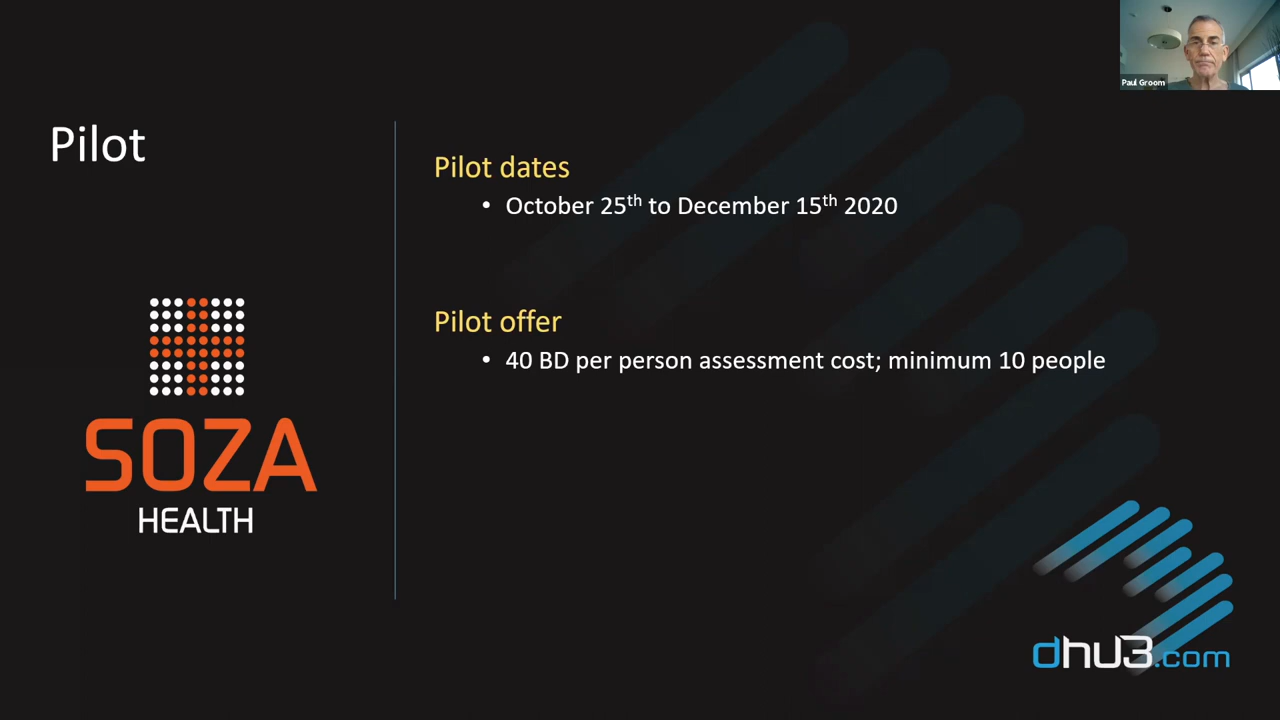 Paul Groom
Pilot
Pilot dates
• October 25th to December 15th 2020
Pilot offer
• 40 BD per person assessment cost; minimum 10 people
SOZA
HEALTH
dhu3.com